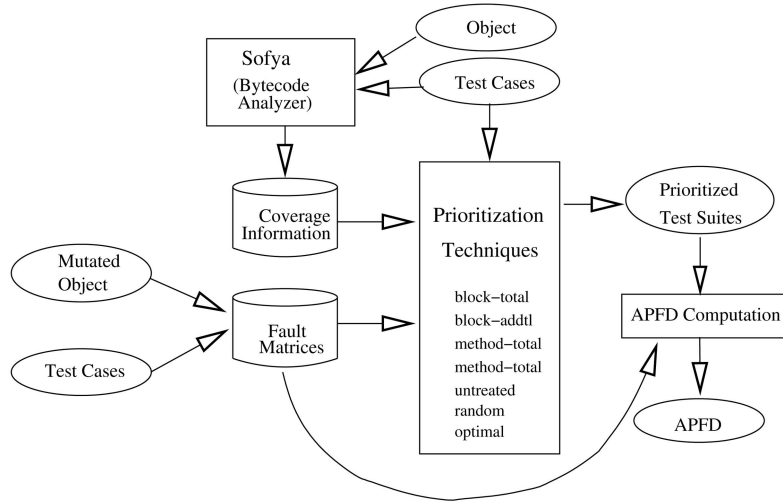 Object
Sofya
(Bytecode
Analyzer)
Test Cases
Coverage
Information
Prioritization
Techniques
block-total
block-addtl
method-total
method-total
untreated
random
optimal
Prioritized
Test Suites
Mutated
Object
Fault
Matrices
Test Cases
APFD Computation
APFD